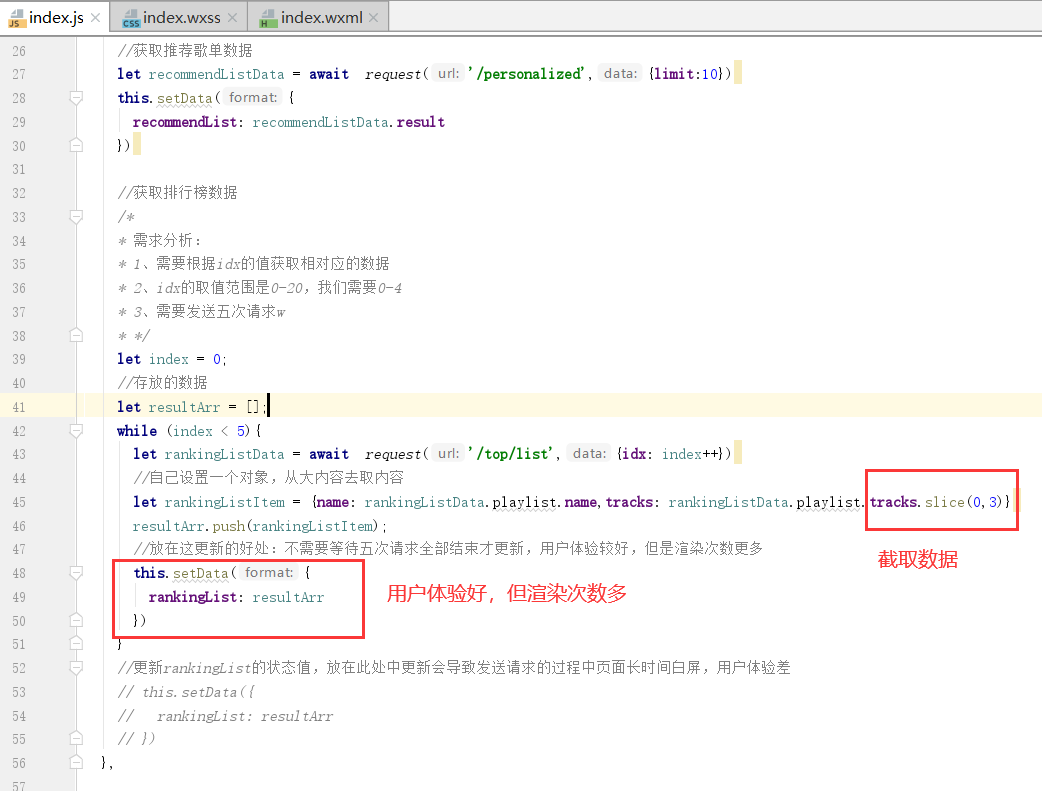 index.js
index.wxss
index.wxml
26 //获取推荐歌单数据
27 let recommendListData = await request( url: '/personalized', data: {limit:10})
28 this.setData( format: {
29 recommendList: recommendListData.result
30 })
31
32 //获取排行榜数据
33 /*
34 * 需求分析：
35 * 1、需要根据idx的值获取相对应的数据
36 * 2、idx的取值范围是0-20，我们需要0-4
37 * 3、需要发送五次请求w
38 * */
39 let index = 0;
40 //存放的数据
41 let resultArr = [];
42 while (index < 5){
43 let rankingListData = await request( url: '/top/list', data: {idx: index++})
44 //自己设置一个对象，从大内容去取内容
45 let rankingListItem = {name: rankingListData.playlist.name,tracks: rankingListData.playlist.tracks.slice(0,3)}
46 resultArr.push(rankingListItem);
47 //放在这更新的好处：不需要等待五次请求全部结束才更新，用户体验较好，但是渲染次数更多
截取数据
48 this.setData( format: {
49 rankingList: resultArr
用户体验好，但渲染次数多
50 })
51 }
52 //更新rankingList的状态值，放在此处中更新会导致发送请求的过程中页面长时间白屏，用户体验差
53 // this.setData({
54 // rankingList: resultArr
55 // })
56 },
57